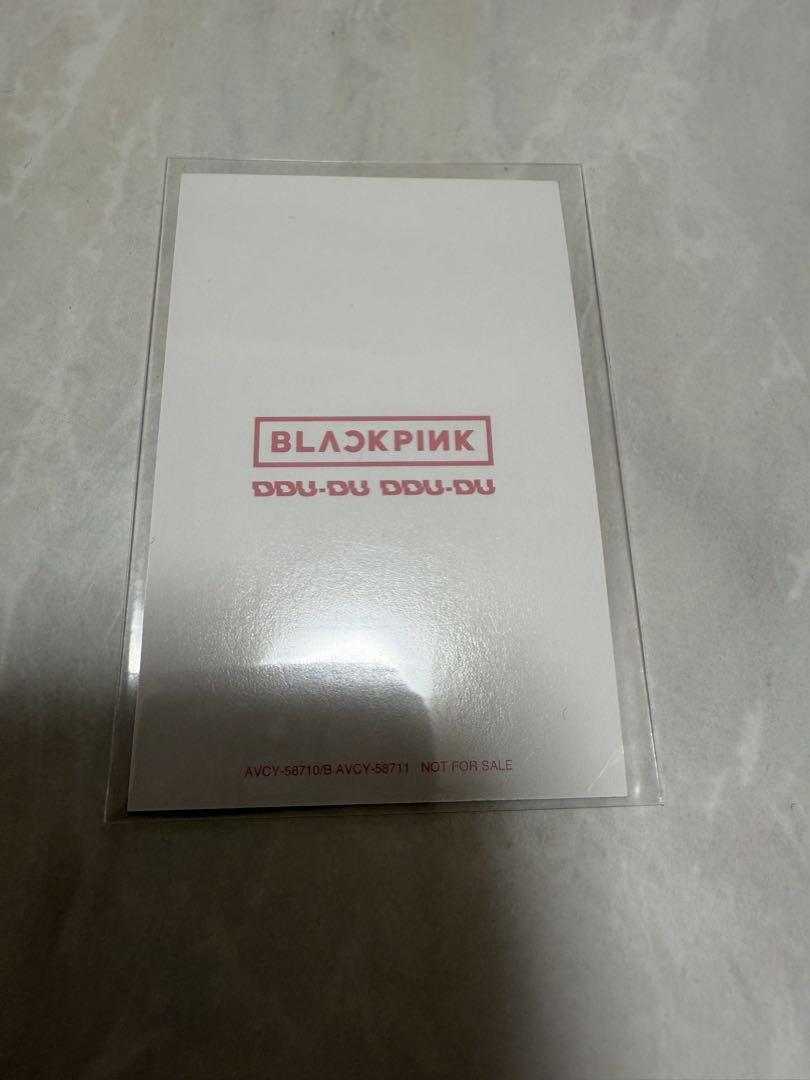 BLACKPINK
DDU-DU DDU-DU
AVCY-58710/B AVCY-58711 NOT FOR SALE